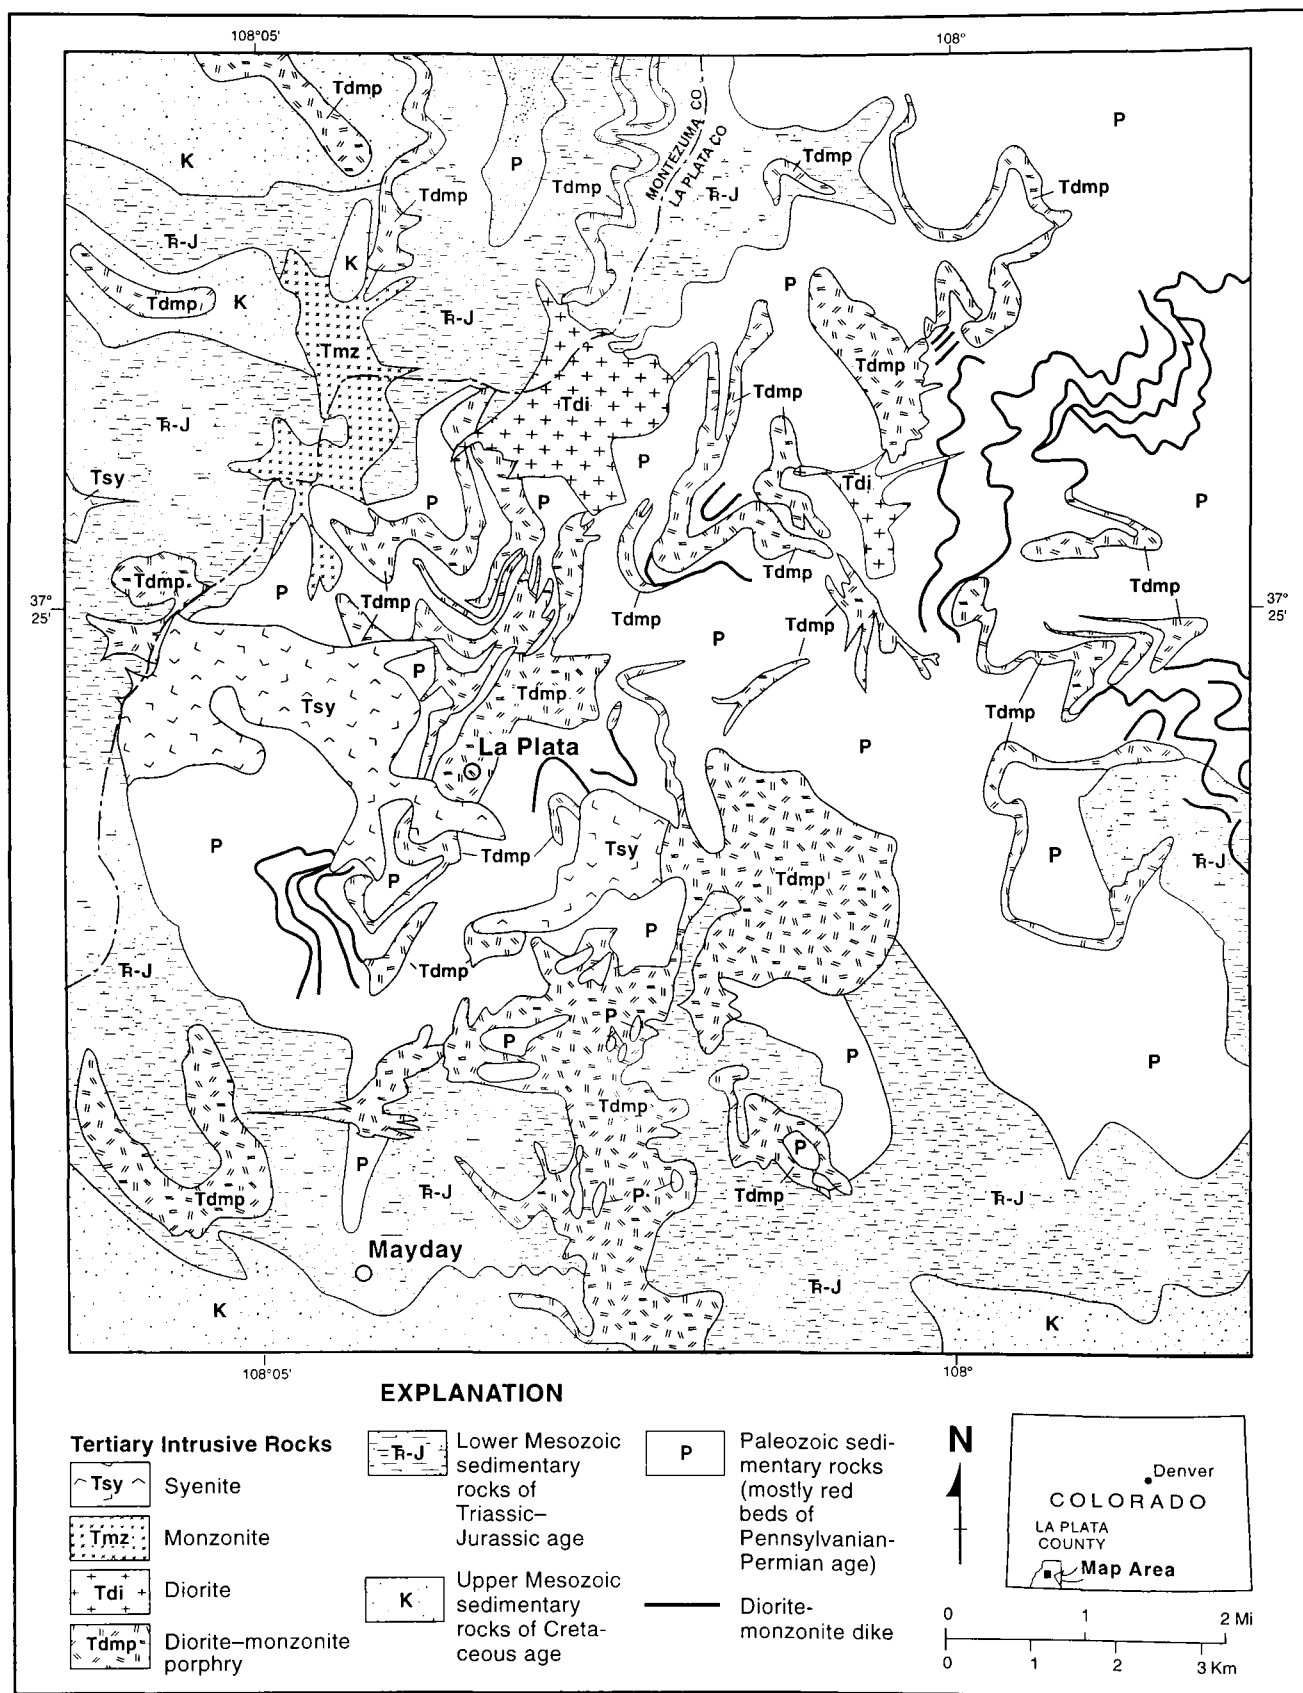 108°05'
108°
Tdmp
P
K
P
Tdmp
Tdmp
Tdmp
Tdmp
MONTEZUMA CO
LA PLATA CO
Ŧ-J
Ŧ-J
K
P
Tdmp
K
Ŧ-J
Tmz
Tdmp
Tdmp
Tdi
Ŧ-J
P
Tsy
Tdi
P
P
P
Tdmp
Tdmp
Tdmp
P
37°
25'
Tdmp
Tdmp
Tdmp
P
37°
25'
P
Tdmp
Tsy
Tdmp
P
La Plata
P
Tsy
P
Tdmp
Ŧ-J
P
Tdmp
P
Tdmp
Ŧ-J
P
P
P
P
Tdmp
P
Tdmp
P
Ŧ-J
P
Tdmp
Ŧ-J
Mayday
Ŧ-J
K
K
108°05'
108°
EXPLANATION
Tertiary Intrusive Rocks
Tsy
Syenite
Tmz
Monzonite
Tdi
Diorite
Tdmp
Diorite–monzonite
porphry
Ŧ-J
Lower Mesozoic
sedimentary
rocks of
Triassic–
Jurassic age
K
Upper Mesozoic
sedimentary
rocks of Creta-
ceous age
P
Paleozoic sedi-
mentary rocks
(mostly red
beds of
Pennsylvanian-
Permian age)
Diorite-
monzonite dike
N
Denver
COLORADO
LA PLATA
COUNTY
Map Area
0 1 2 Mi
0 1 2 3 Km